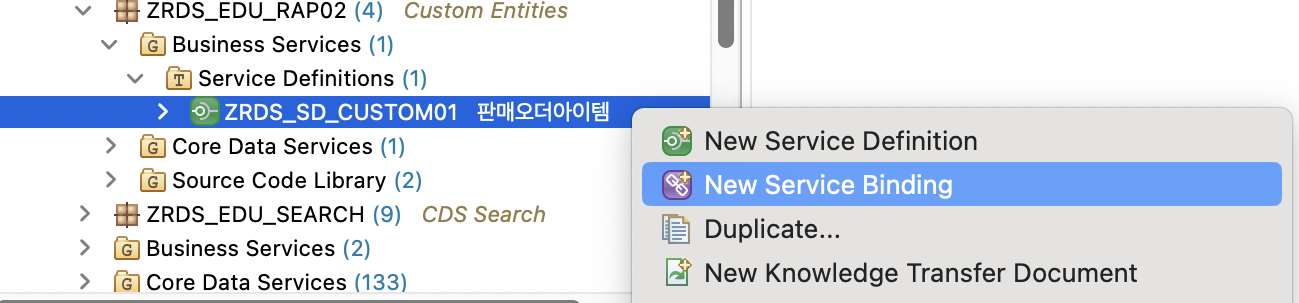 ZRDS_EDU_RAP02 (4) Custom Entities
G Business Services (1)
T Service Definitions (1)
ZRDS_SD_CUSTOM01 판매오더아이템
G Core Data Services (1)
G Source Code Library (2)
ZRDS_EDU_SEARCH (9) CDS Search
G Business Services (2)
G Core Data Services (133)
New Service Definition
New Service Binding
Duplicate...
New Knowledge Transfer Document